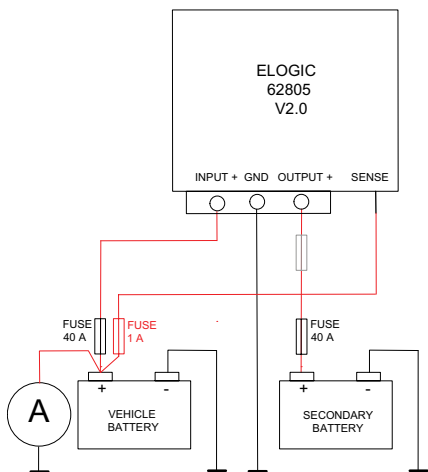 ELOGIC
62805
V2.0
INPUT + GND OUTPUT + SENSE
FUSE
40 A
FUSE
1 A
FUSE
40 A
+ -
VEHICLE
BATTERY
+ -
SECONDARY
BATTERY
A